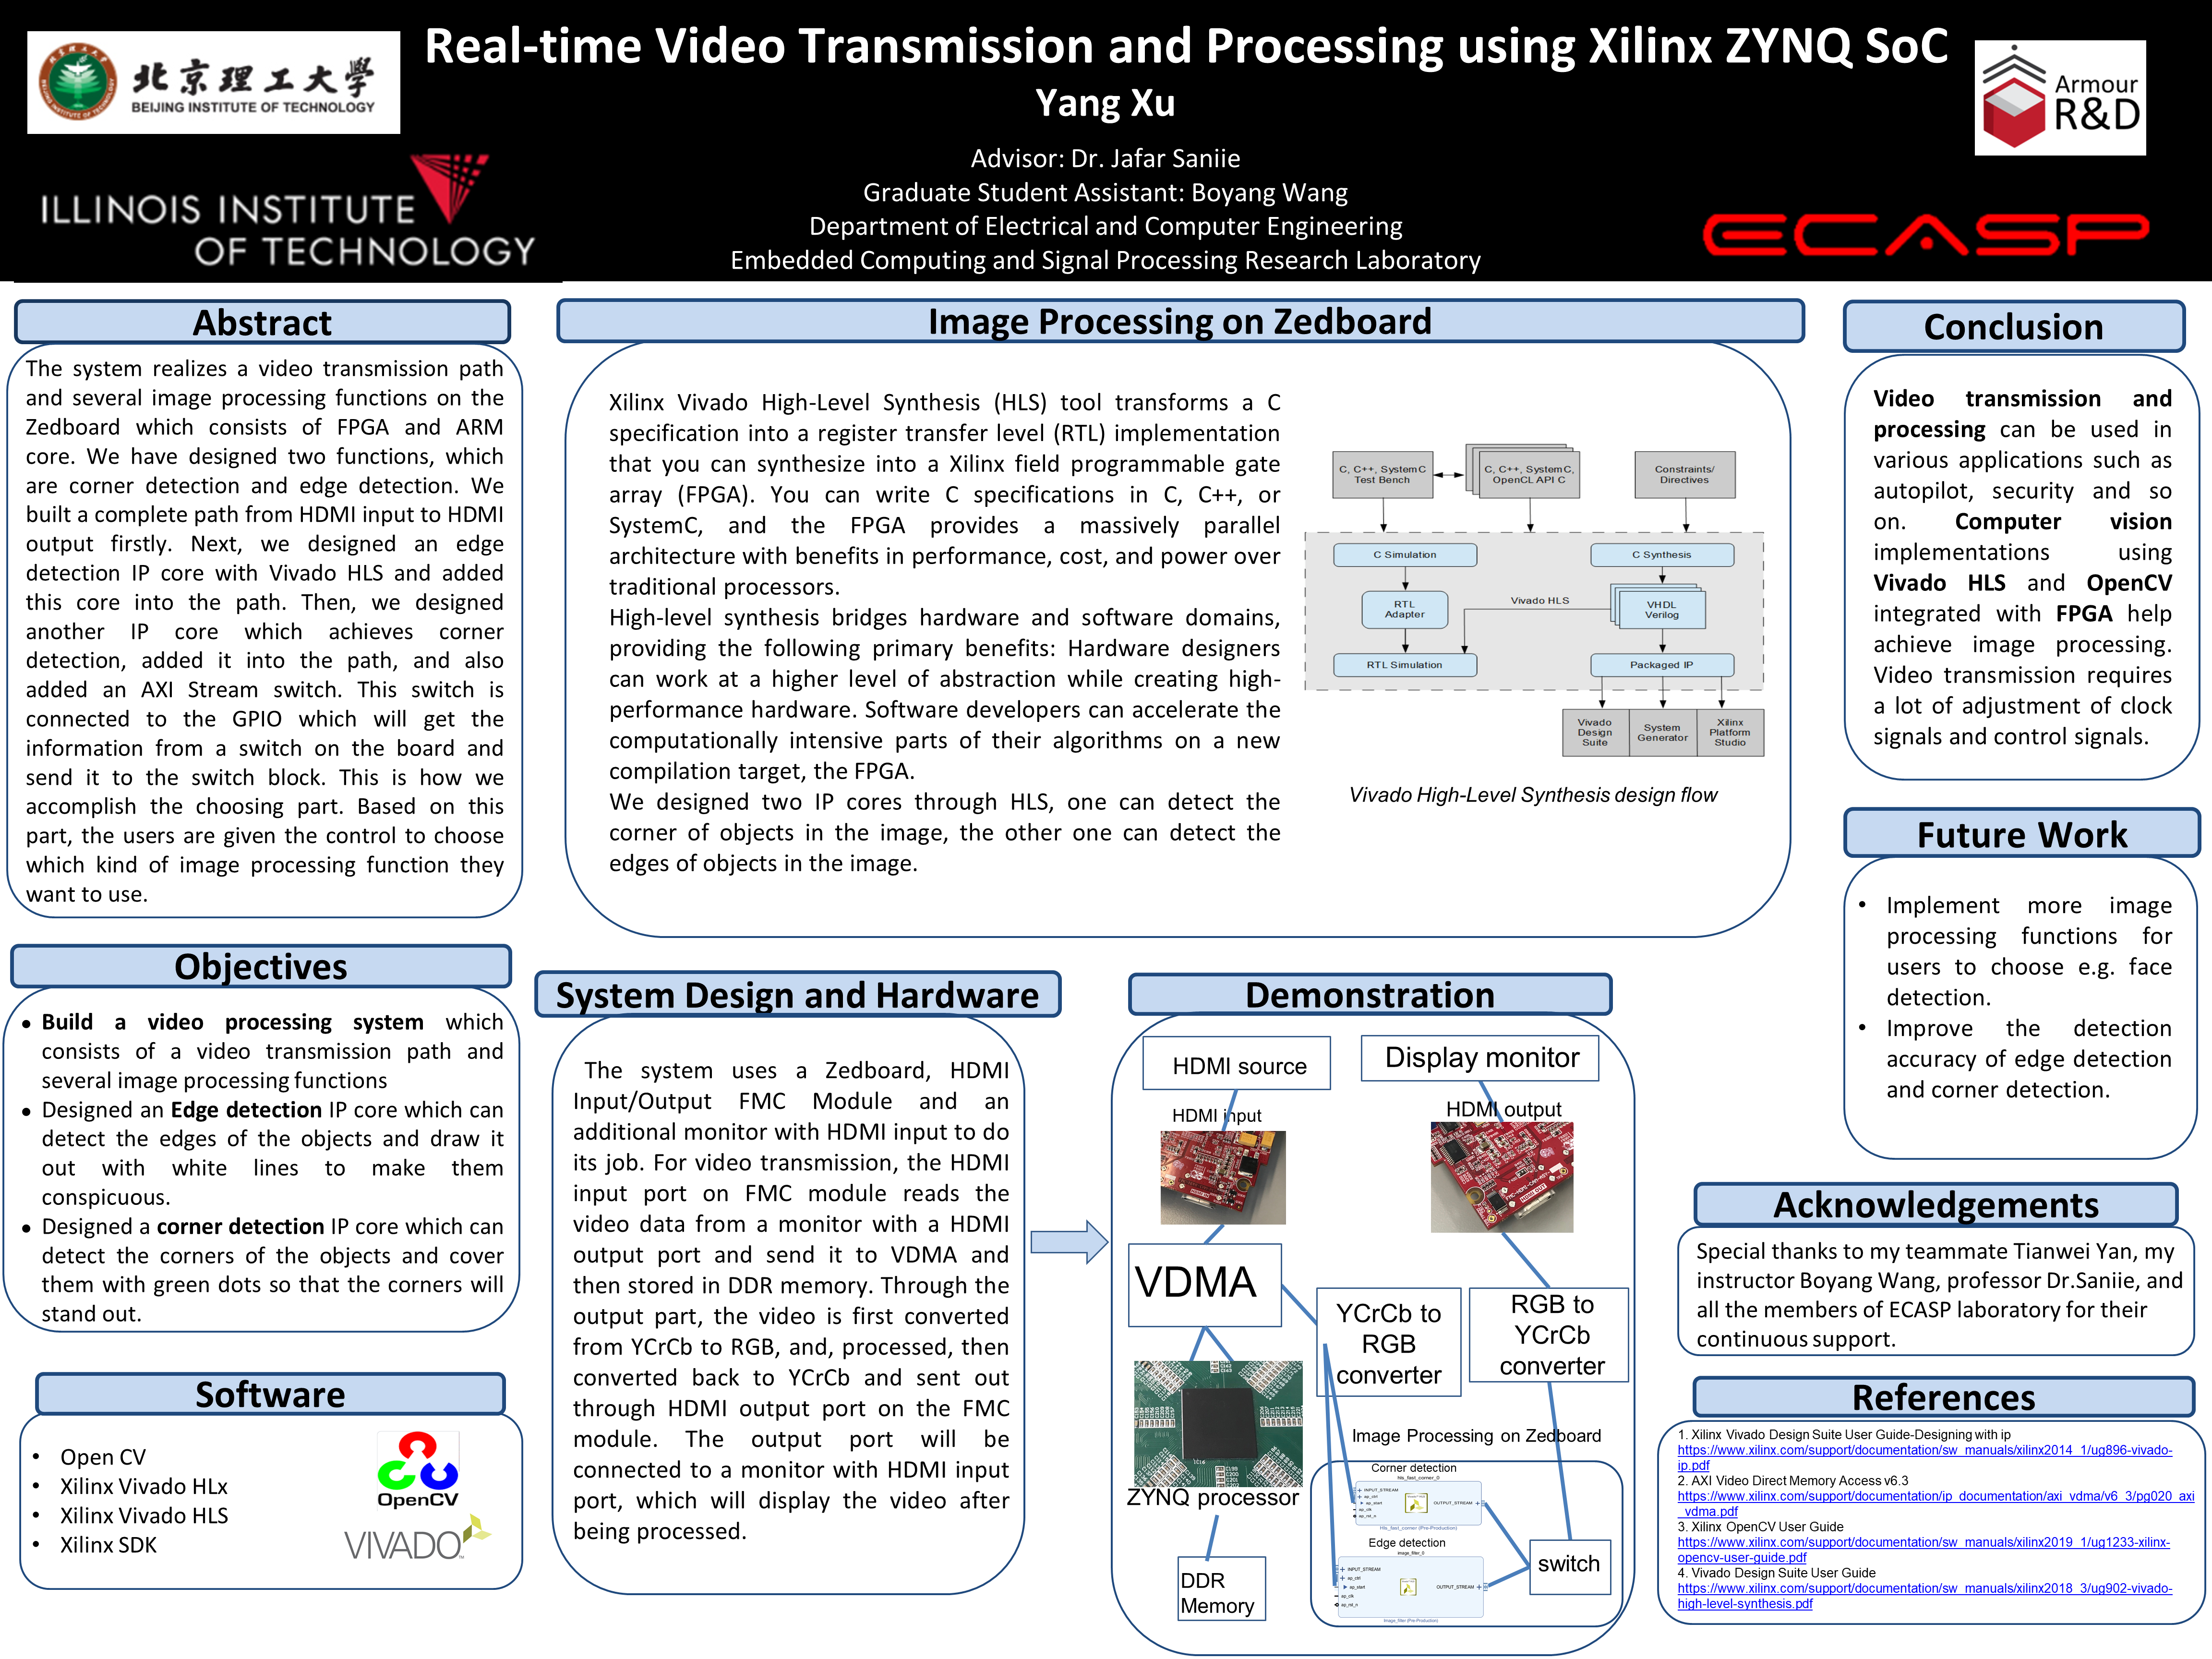 北京理工大學
BEIJING INSTITUTE OF TECHNOLOGY
ILLINOIS INSTITUTE
OF TECHNOLOGY
Real-time Video Transmission and Processing using Xilinx ZYNQ SoC
Yang Xu
Advisor: Dr. Jafar Saniie
Graduate Student Assistant: Boyang Wang
Department of Electrical and Computer Engineering
Embedded Computing and Signal Processing Research Laboratory
Armour
R&D
ECASP
Abstract
The system realizes a video transmission path
and several image processing functions on the
Zedboard which consists of FPGA and ARM
core. We have designed two functions, which
are corner detection and edge detection. We
built a complete path from HDMI input to HDMI
output firstly. Next, we designed an edge
detection IP core with Vivado HLS and added
this core into the path. Then, we designed
another IP core which achieves corner
detection, added it into the path, and also
added an AXI Stream switch. This switch is
connected to the GPIO which will get the
information from a switch on the board and
send it to the switch block. This is how we
accomplish the choosing part. Based on this
part, the users are given the control to choose
which kind of image processing function they
want to use.
Objectives
● Build a video processing system which
consists of a video transmission path and
several image processing functions
● Designed an Edge detection IP core which can
detect the edges of the objects and draw it
out with white lines to make them
conspicuous.
● Designed a corner detection IP core which can
detect the corners of the objects and cover
them with green dots so that the corners will
stand out.
Software
• Open CV
• Xilinx Vivado HLx
• Xilinx Vivado HLS
• Xilinx SDK
OpenCV
VIVADO
Image Processing on Zedboard
Xilinx Vivado High-Level Synthesis (HLS) tool transforms a C
specification into a register transfer level (RTL) implementation
that you can synthesize into a Xilinx field programmable gate
array (FPGA). You can write C specifications in C, C++, or
SystemC, and the FPGA provides a massively parallel
architecture with benefits in performance, cost, and power over
traditional processors.
High-level synthesis bridges hardware and software domains,
providing the following primary benefits: Hardware designers
can work at a higher level of abstraction while creating high-
performance hardware. Software developers can accelerate the
computationally intensive parts of their algorithms on a new
compilation target, the FPGA.
We designed two IP cores through HLS, one can detect the
corner of objects in the image, the other one can detect the
edges of objects in the image.
C, C++, SystemC
Test Bench
C, C++, SystemC,
OpenCL API C
Constraints/
Directives
C Simulation
C Synthesis
RTL
Adapter
Vivado HLS
VHDL
Verilog
RTL Simulation
Packaged IP
Vivado
Design
Suite
System
Generator
Xilinx
Platform
Studio
Vivado High-Level Synthesis design flow
System Design and Hardware
The system uses a Zedboard, HDMI
Input/Output FMC Module and an
additional monitor with HDMI input to do
its job. For video transmission, the HDMI
input port on FMC module reads the
video data from a monitor with a HDMI
output port and send it to VDMA and
then stored in DDR memory. Through the
output part, the video is first converted
from YCrCb to RGB, and, processed, then
converted back to YCrCb and sent out
through HDMI output port on the FMC
module. The output port will be
connected to a monitor with HDMI input
port, which will display the video after
being processed.
Demonstration
HDMI source
Display monitor
HDMI input
HDMI output
VDMA
YCrCb to
RGB
converter
RGB to
YCrCb
converter
ZYNQ processor
DDR
Memory
Image Processing on Zedboard
Corner detection
hls_fast_corner_0
INPUT_STREAM
ap_ctrl
ap_start
ap_clk
ap_rst_n
OUTPUT_STREAM
Hls_fast_corner (Pre-Production)
Edge detection
image_filter_0
INPUT_STREAM
ap_ctrl
ap_start
ap_clk
ap_rst_n
OUTPUT_STREAM
Image_filter (Pre-Production)
switch
Conclusion
Video transmission and
processing can be used in
various applications such as
autopilot, security and so
on. Computer vision
implementations using
Vivado HLS and OpenCV
integrated with FPGA help
achieve image processing.
Video transmission requires
a lot of adjustment of clock
signals and control signals.
Future Work
• Implement more image
processing functions for
users to choose e.g. face
detection.
• Improve the detection
accuracy of edge detection
and corner detection.
Acknowledgements
Special thanks to my teammate Tianwei Yan, my
instructor Boyang Wang, professor Dr.Saniie, and
all the members of ECASP laboratory for their
continuous support.
References
1. Xilinx Vivado Design Suite User Guide-Designing with ip
https://www.xilinx.com/support/documentation/sw_manuals/xilinx2014_1/ug896-vivado-
ip.pdf
2. AXI Video Direct Memory Access v6.3
https://www.xilinx.com/support/documentation/ip_documentation/axi_vdma/v6_3/pg020_axi
_vdma.pdf
3. Xilinx OpenCV User Guide
https://www.xilinx.com/support/documentation/sw_manuals/xilinx2019_1/ug1233-xilinx-
opencv-user-guide.pdf
4. Vivado Design Suite User Guide
https://www.xilinx.com/support/documentation/sw_manuals/xilinx2018_3/ug902-vivado-
high-level-synthesis.pdf